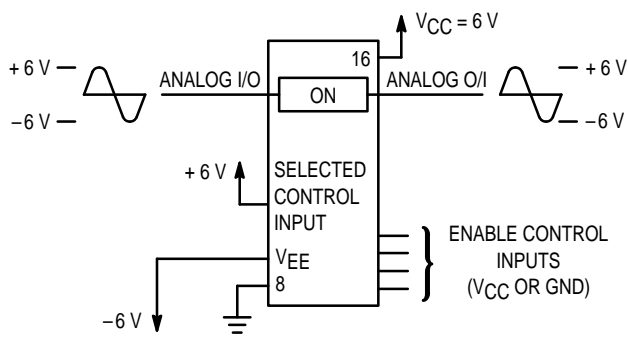 VCC = 6 V
16
+ 6 V
ANALOG I/O
ON
ANALOG O/I
+ 6 V
– 6 V
– 6 V
+ 6 V
SELECTED
CONTROL
INPUT
VEE
8
ENABLE CONTROL
INPUTS
(VCC OR GND)
– 6 V